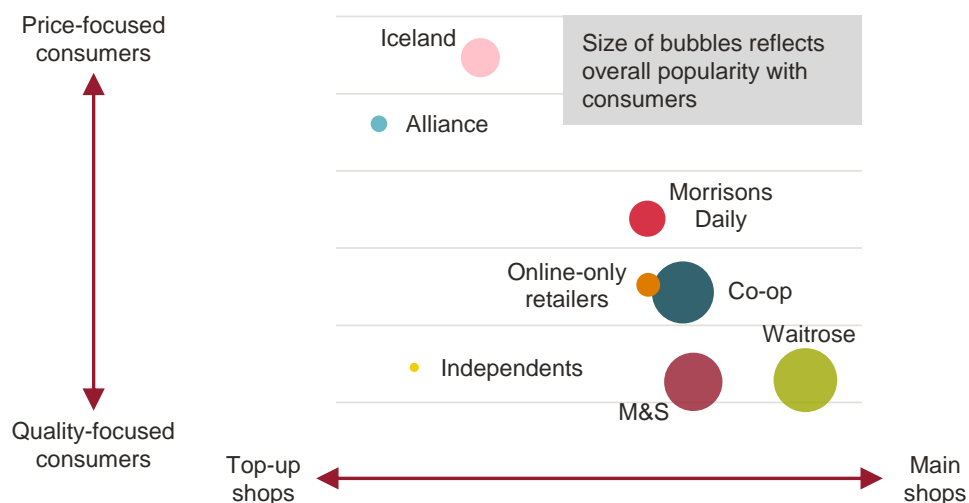 Price-focused
consumers
Iceland
Size of bubbles reflects
overall popularity with
consumers
Alliance
Morrisons
Daily
Online-only
retailers
Co-op
Waitrose
Independents
M&S
Quality-focused
consumers
Top-up
shops
Main
shops